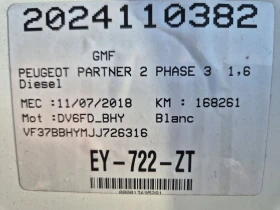 2024110382
GMF
PEUGEOT PARTNER 2 PHASE 3 1,6
Diesel
MEC :11/07/2018 KM : 168261
Mot :DV6FD_BHY Blanc
VF37BBHYMJJ726316
EY-722-ZT